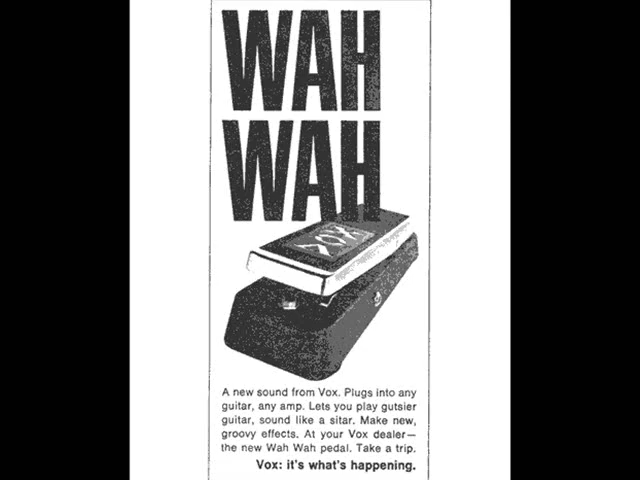 WAH
WAH
VOX
A new sound from Vox. Plugs into any
guitar, any amp. Lets you play gutsier
guitar, sound like a sitar. Make new,
groovy effects. At your Vox dealer—
the new Wah Wah pedal. Take a trip.
Vox: it's what's happening.